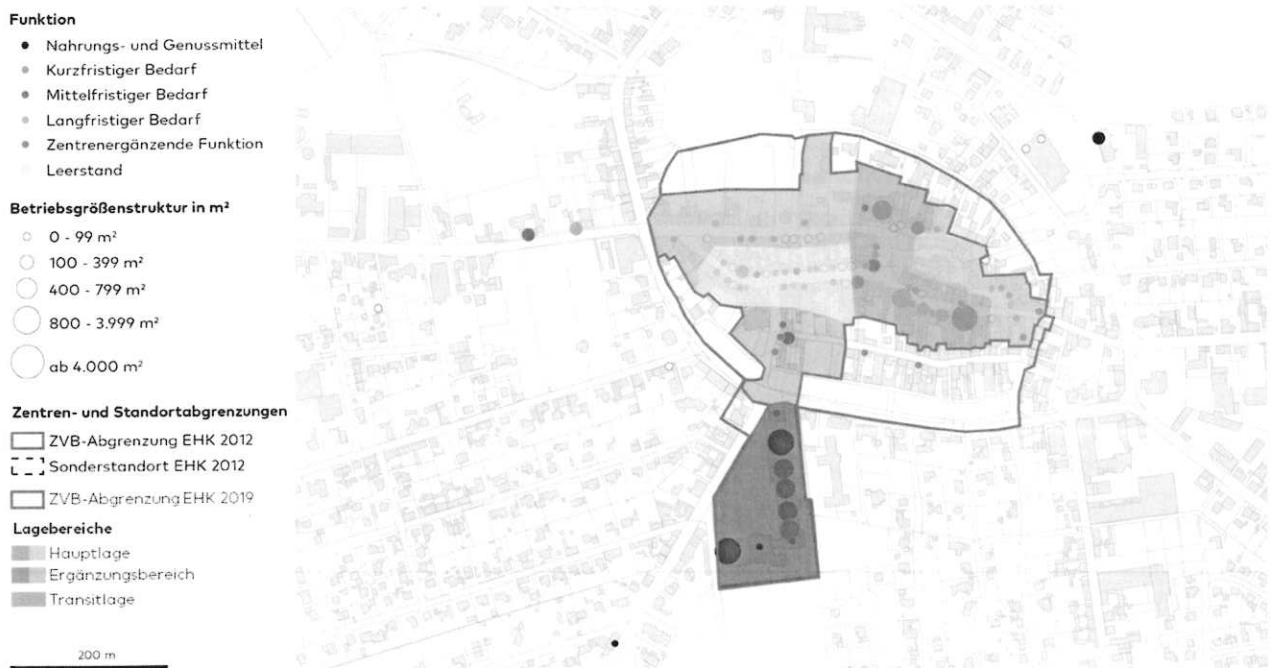 Funktion
Nahrungs- und Genussmittel
Kurzfristiger Bedarf
Mittelfristiger Bedarf
Langfristiger Bedarf
Zentrenergänzende Funktion
Leerstand
Betriebsgrößenstruktur in m²
0 - 99 m²
100 - 399 m²
400 - 799 m²
800 - 3.999 m²
ab 4.000 m²
Zentren- und Standortabgrenzungen
ZVB-Abgrenzung EHK 2012
Sonderstandort EHK 2012
ZVB-Abgrenzung EHK 2019
Lagebereiche
Hauptlage
Ergänzungsbereich
Transitlage
200 m